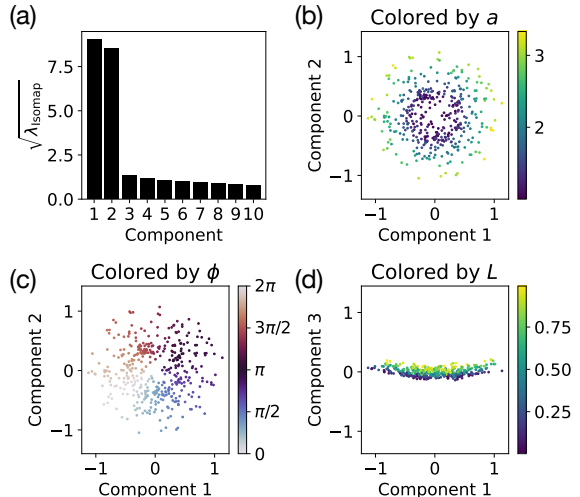 (a)
7.5
5.0
2.5
0.0
√λIsomap
1 2 3 4 5 6 7 8 9 10
Component
(b)
Colored by a
1
0
−1
Component 2
−1 0 1
Component 1
3
2
(c)
Colored by ϕ
1
0
−1
Component 2
−1 0 1
Component 1
2π
3π/2
π
π/2
0
(d)
Colored by L
1
0
−1
Component 3
−1 0 1
Component 1
0.75
0.50
0.25